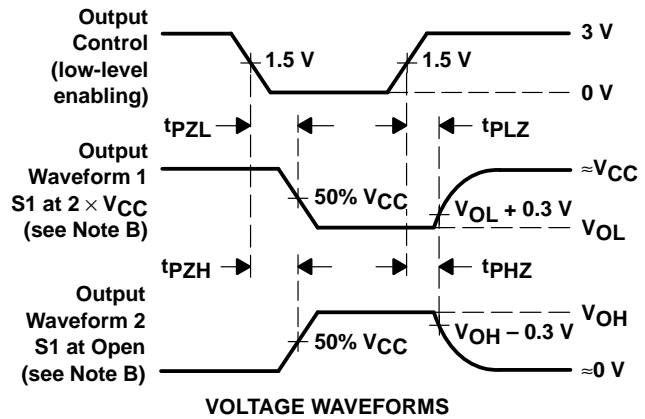 Output
Control
(low-level
enabling)
1.5 V
1.5 V
3 V
0 V
tPZL
tPLZ
Output
Waveform 1
S1 at 2 × VCC
(see Note B)
50% VCC
VOL + 0.3 V
≈VCC
VOL
tPZH
tPHZ
Output
Waveform 2
S1 at Open
(see Note B)
50% VCC
VOH – 0.3 V
VOH
≈0 V
VOLTAGE WAVEFORMS